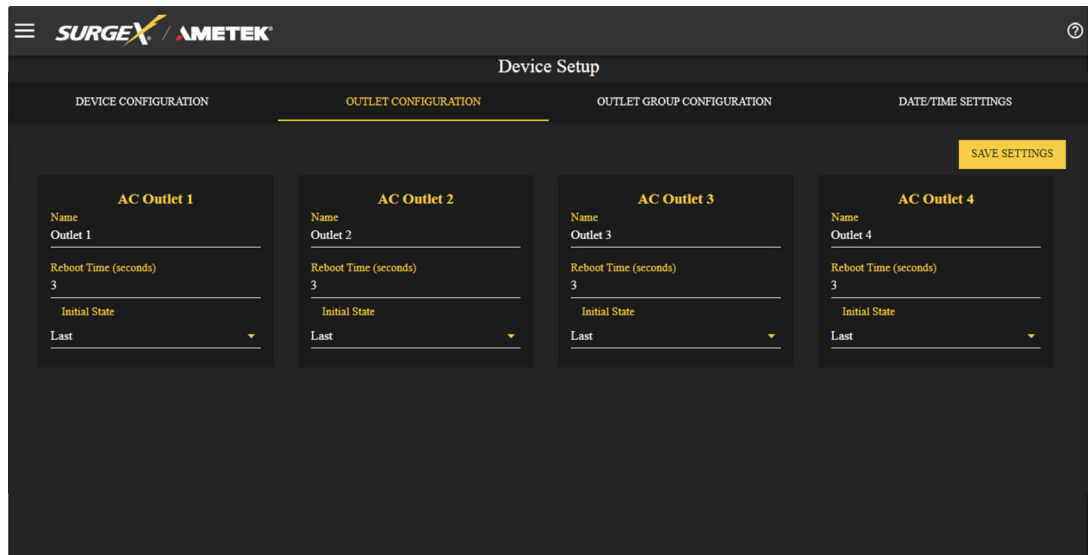 SURGEX / AMETEK
Device Setup
DEVICE CONFIGURATION OUTLET CONFIGURATION OUTLET GROUP CONFIGURATION DATE/TIME SETTINGS
SAVE SETTINGS
AC Outlet 1
Name
Outlet 1
Reboot Time (seconds)
3
Initial State
Last
AC Outlet 2
Name
Outlet 2
Reboot Time (seconds)
3
Initial State
Last
AC Outlet 3
Name
Outlet 3
Reboot Time (seconds)
3
Initial State
Last
AC Outlet 4
Name
Outlet 4
Reboot Time (seconds)
3
Initial State
Last